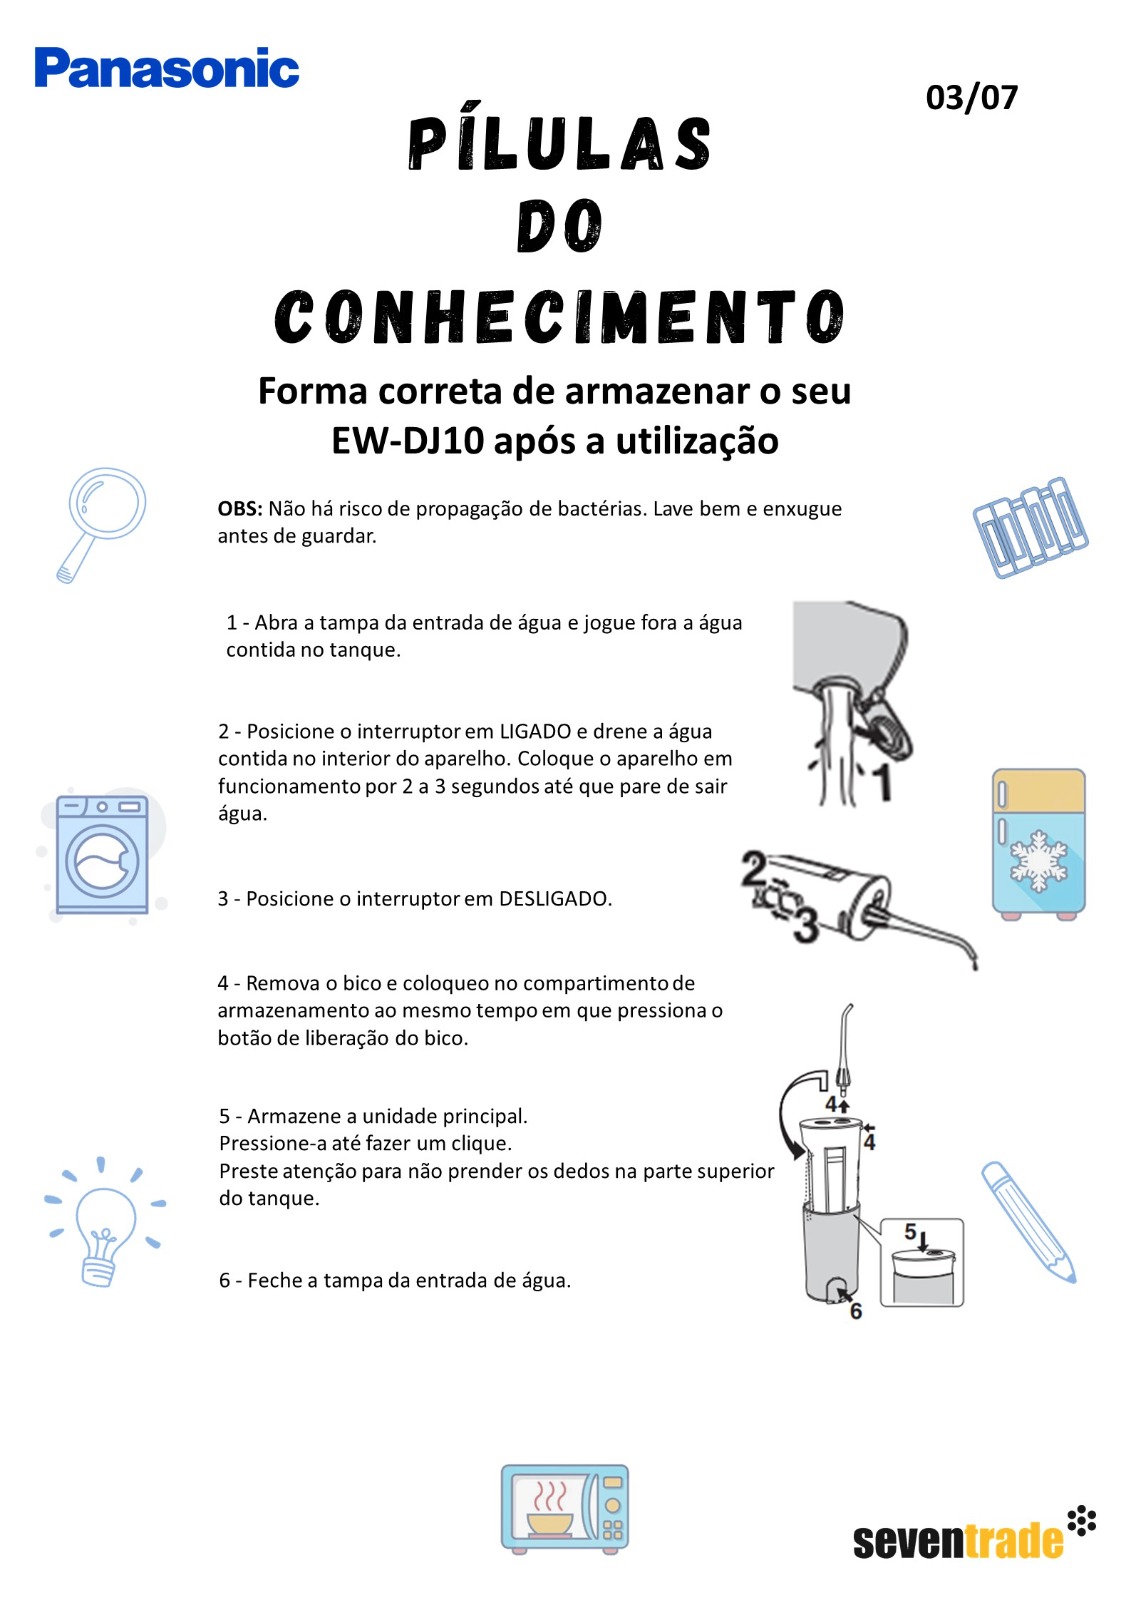 Panasonic
03/07
PÍLULAS
DO
CONHECIMENTO
Forma correta de armazenar o seu
EW-DJ10 após a utilização
OBS: Não há risco de propagação de bactérias. Lave bem e enxugue
antes de guardar.
1 - Abra a tampa da entrada de água e jogue fora a água
contida no tanque.
1
2 - Posicione o interruptor em LIGADO e drene a água
contida no interior do aparelho. Coloque o aparelho em
funcionamento por 2 a 3 segundos até que pare de sair
água.
2
3
3 - Posicione o interruptor em DESLIGADO.
4 - Remova o bico e coloqueo no compartimento de
armazenamento ao mesmo tempo em que pressiona o
botão de liberação do bico.
4
4
5 - Armazene a unidade principal.
Pressione-a até fazer um clique.
Preste atenção para não prender os dedos na parte superior
do tanque.
5
6 - Feche a tampa da entrada de água.
6
seventrade